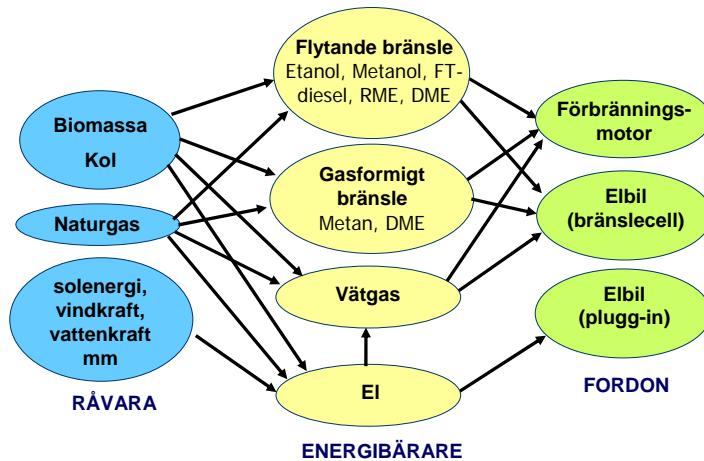 Flytande bränsle
Etanol, Metanol, FT-
diesel, RME, DME
Biomassa
Kol
Förbrännings-
motor
Gasformigt
bränsle
Metan, DME
Naturgas
Elbil
(bränslecell)
solenergi,
vindkraft,
vattenkraft
mm
Vätgas
Elbil
(plugg-in)
El
RÅVARA
FORDON
ENERGIBÄRARE